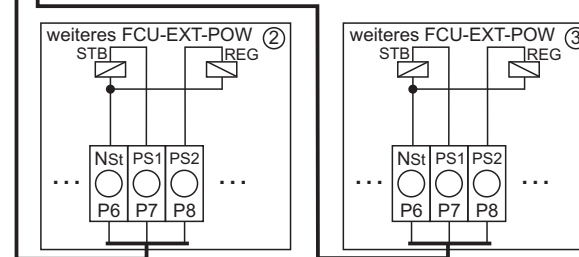 weiteres FCU-EXT-POW ②
STB REG
NSt PS1 PS2
... ...
P6 P7 P8
weiteres FCU-EXT-POW ③
STB REG
NSt PS1 PS2
... ...
P6 P7 P8